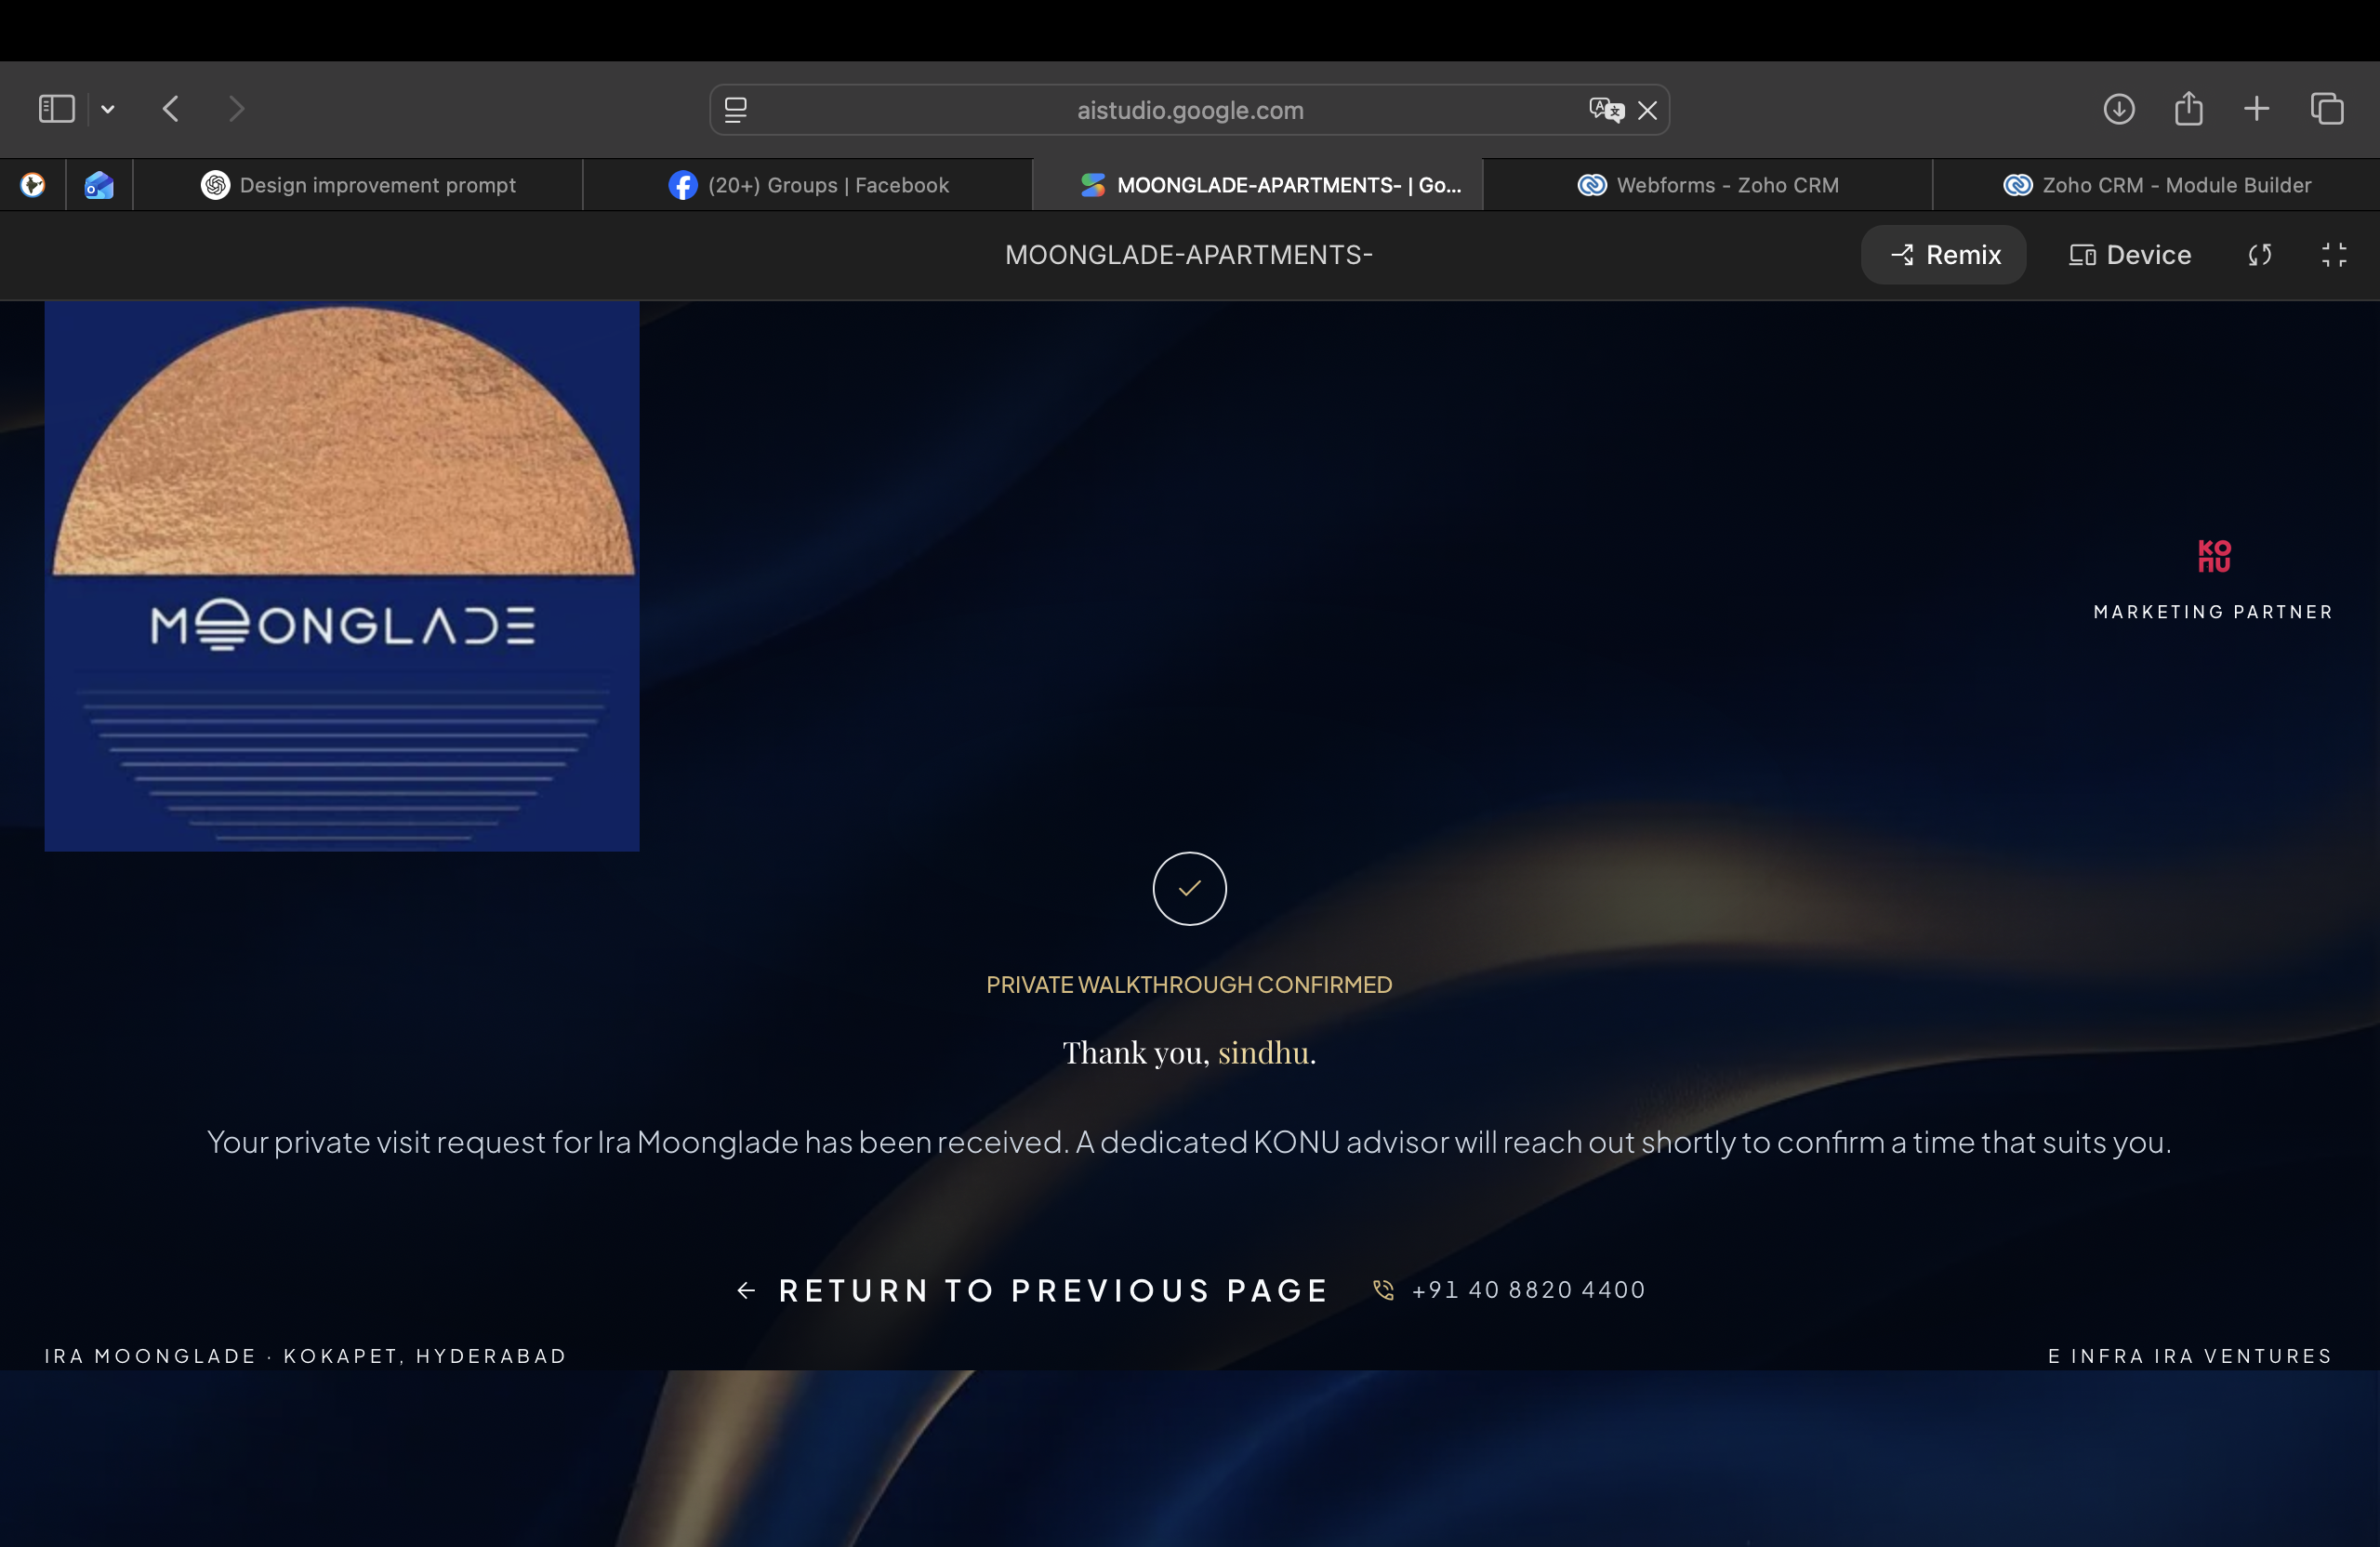 aistudio.google.com
Design improvement prompt
(20+) Groups | Facebook
MOONGLADE-APARTMENTS- | Go...
Webforms - Zoho CRM
Zoho CRM - Module Builder
MOONGLADE-APARTMENTS-
Remix
Device
MOONGLADE
KO
NU
MARKETING PARTNER
PRIVATE WALKTHROUGH CONFIRMED
Thank you, sindhu.
Your private visit request for Ira Moonglade has been received. A dedicated KONU advisor will reach out shortly to confirm a time that suits you.
← RETURN TO PREVIOUS PAGE
+91 40 8820 4400
IRA MOONGLADE · KOKAPET, HYDERABAD
E INFRA IRA VENTURES